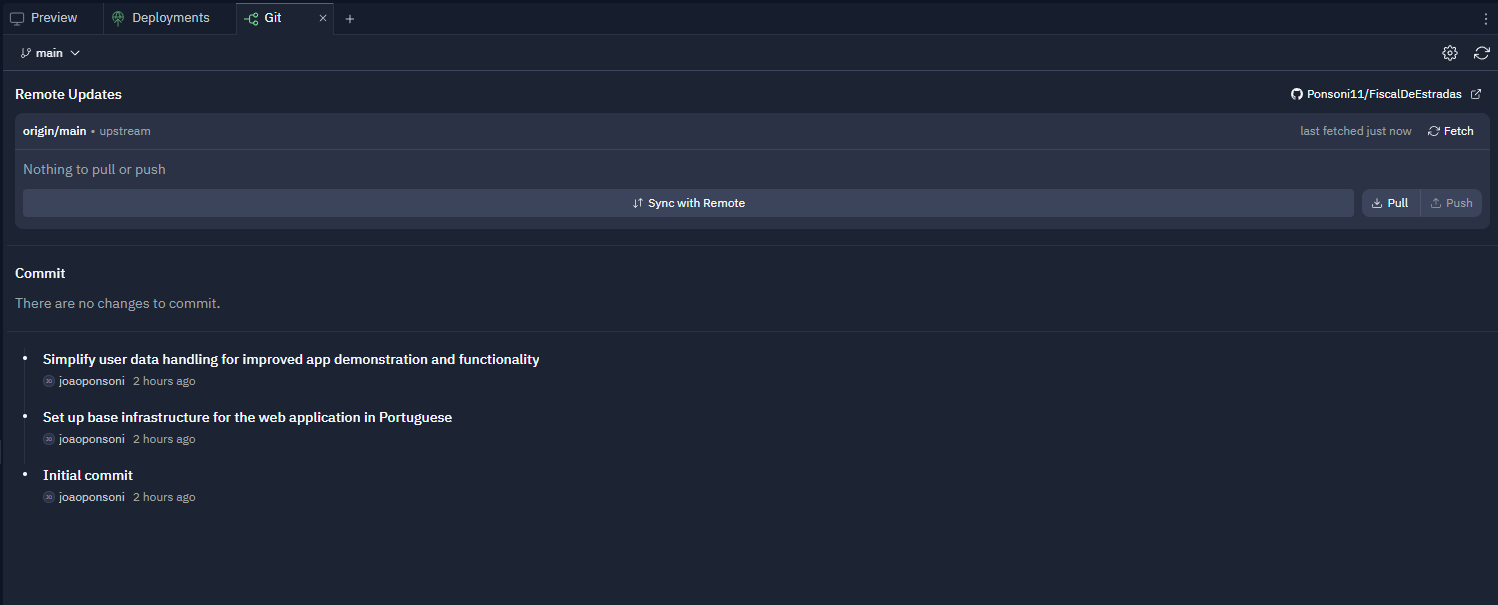 Preview Deployments Git × +
main
Remote Updates Ponsoni11/FiscalDeEstradas
origin/main • upstream last fetched just now Fetch
Nothing to pull or push
Sync with Remote Pull Push
Commit
There are no changes to commit.
Simplify user data handling for improved app demonstration and functionality
JO joaoponsoni 2 hours ago
Set up base infrastructure for the web application in Portuguese
JO joaoponsoni 2 hours ago
Initial commit
JO joaoponsoni 2 hours ago